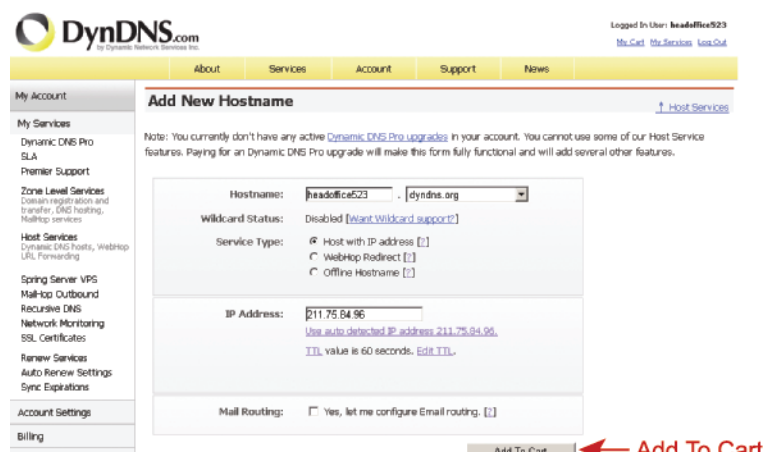 DynDNS.com
by Dynamic Network Services Inc.
Logged In User: headoffice523
My Cart My Services Log Out
About Services Account Support News
My Account
My Services
Dynamic DNS Pro
SLA
Premier Support
Zone Level Services
Domain registration and
transfer, DNS hosting,
MailHop services
Host Services
Dynamic DNS hosts, WebHop
URL Forwarding
Spring Server VPS
MailHop Outbound
Recursive DNS
Network Monitoring
SSL Certificates
Renew Services
Auto Renew Settings
Sync Expirations
Account Settings
Billing
Add New Hostname
↑ Host Services
Note: You currently don't have any active Dynamic DNS Pro upgrades in your account. You cannot use some of our Host Service
features. Paying for an Dynamic DNS Pro upgrade will make this form fully functional and will add several other features.
Hostname: headoffice523 . dyndns.org
Wildcard Status: Disabled [Want Wildcard support?]
Service Type: Host with IP address [?]
WebHop Redirect [?]
Offline Hostname [?]
IP Address: 211.75.84.96
Use auto detected IP address 211.75.84.96.
TTL value is 60 seconds. Edit TTL.
Mail Routing: Yes, let me configure Email routing. [?]
Add To Cart
Add To Cart